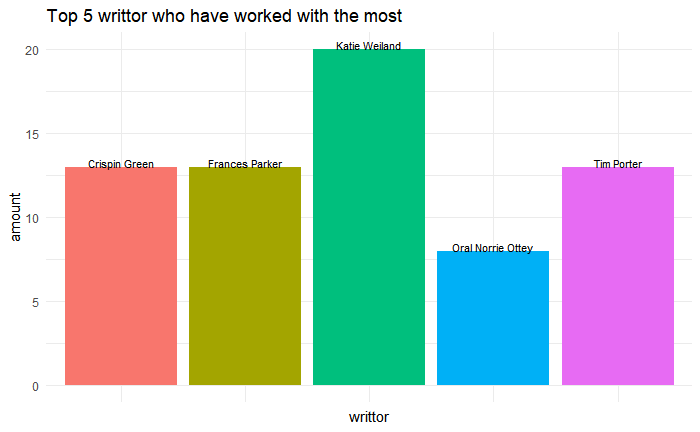 Top 5 writtor who have worked with the most
20
15
10
5
0
amount
Crispin Green
Frances Parker
Katie Weiland
Oral Norrie Ottey
Tim Porter
writtor